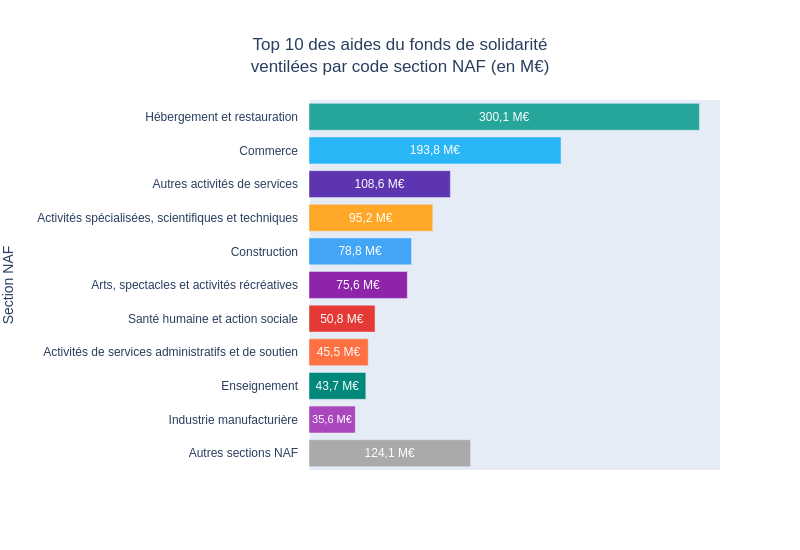 Top 10 des aides du fonds de solidarité
ventilées par code section NAF (en M€)
Section NAF
Hébergement et restauration 300,1 M€
Commerce 193,8 M€
Autres activités de services 108,6 M€
Activités spécialisées, scientifiques et techniques 95,2 M€
Construction 78,8 M€
Arts, spectacles et activités récréatives 75,6 M€
Santé humaine et action sociale 50,8 M€
Activités de services administratifs et de soutien 45,5 M€
Enseignement 43,7 M€
Industrie manufacturière 35,6 M€
Autres sections NAF 124,1 M€